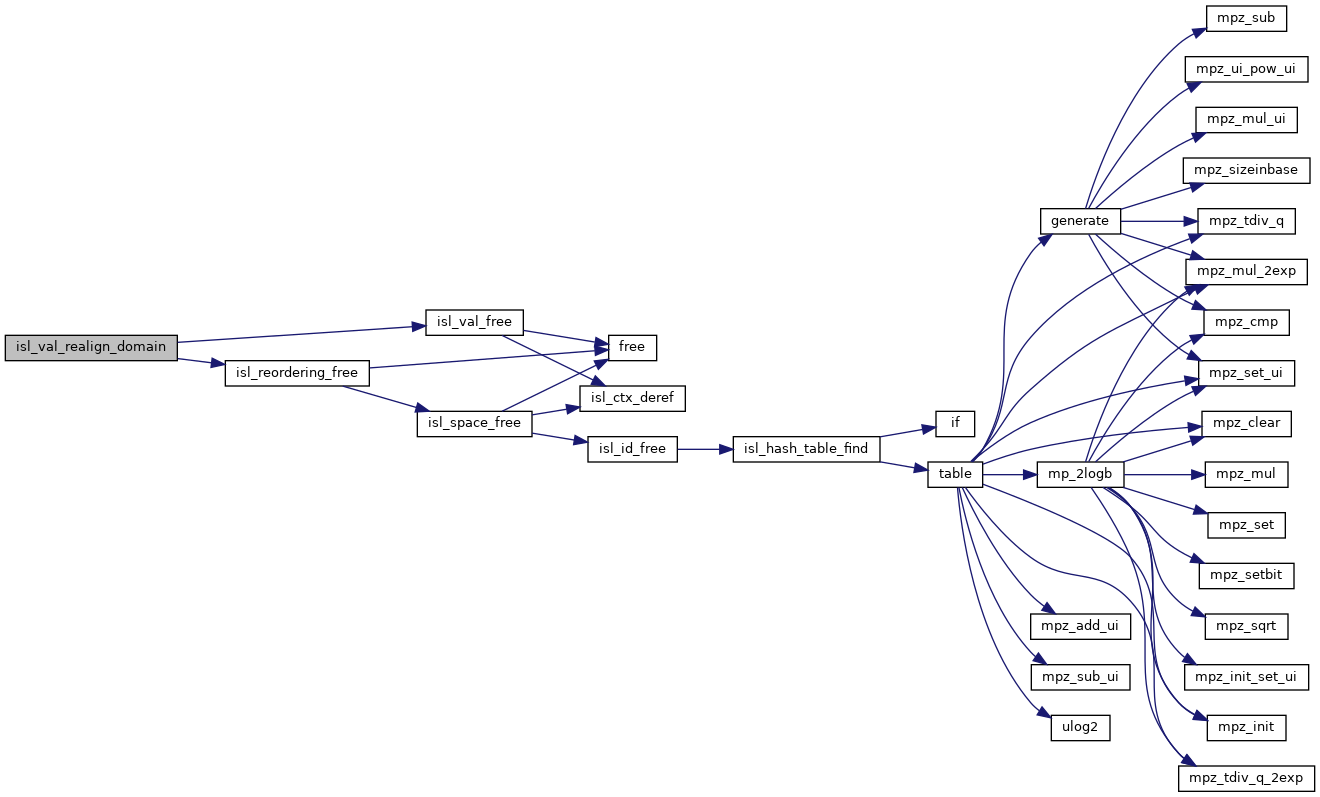 isl_val_realign_domain
isl_val_free
isl_reordering_free
free
isl_ctx_deref
isl_space_free
isl_id_free
isl_hash_table_find
if
table
generate
mp_2logb
mpz_add_ui
mpz_sub_ui
ulog2
mpz_sub
mpz_ui_pow_ui
mpz_mul_ui
mpz_sizeinbase
mpz_tdiv_q
mpz_mul_2exp
mpz_cmp
mpz_set_ui
mpz_clear
mpz_mul
mpz_set
mpz_setbit
mpz_sqrt
mpz_init_set_ui
mpz_init
mpz_tdiv_q_2exp